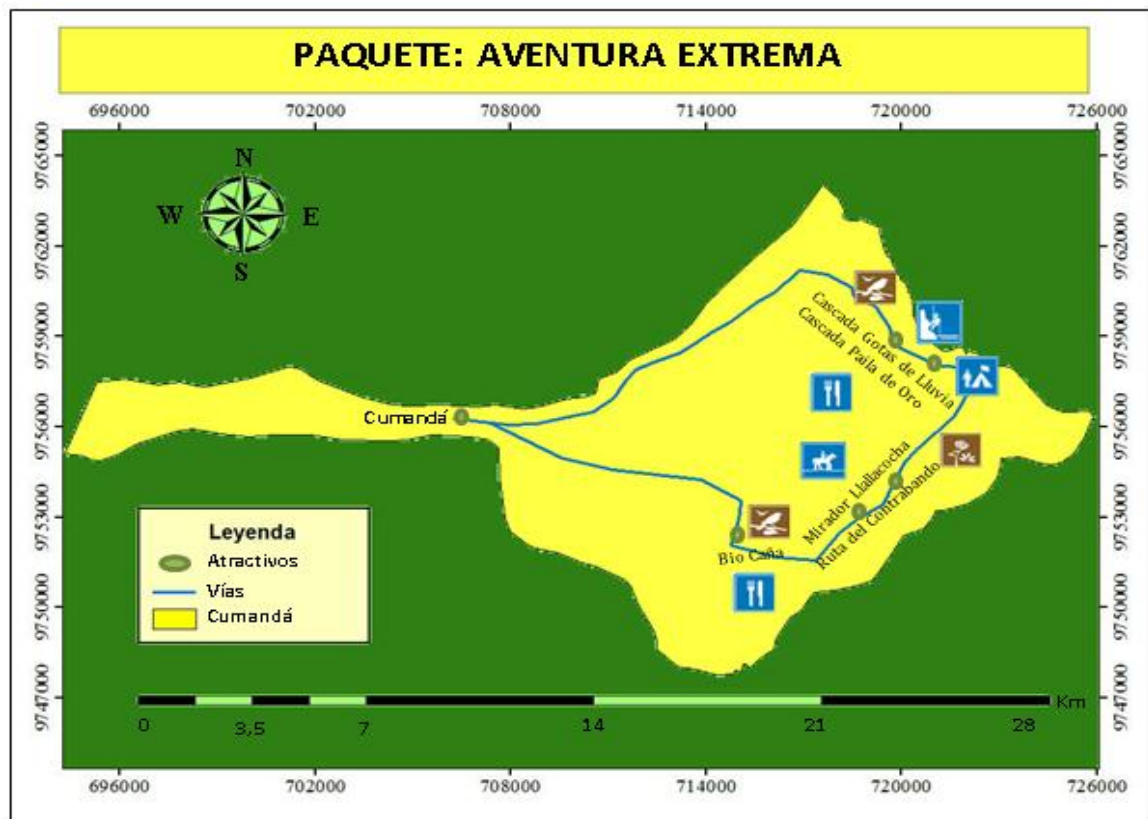 PAQUETE: AVENTURA EXTREMA
696000 702000 708000 714000 720000 726000
N
W E
S
9765000 9765000
9762000 9762000
9759000 9759000
9756000 9756000
9753000 9753000
9750000 9750000
9747000 9747000
Cascada Gotas de Lluvia
Cascada Paila de Oro
Cumandá
Mirador Llallacocha
Ruta del Contrabando
Bio Caña
Leyenda
Atractivos
Vías
Cumandá
Km
0 3,5 7 14 21 28
696000 702000 708000 714000 720000 726000